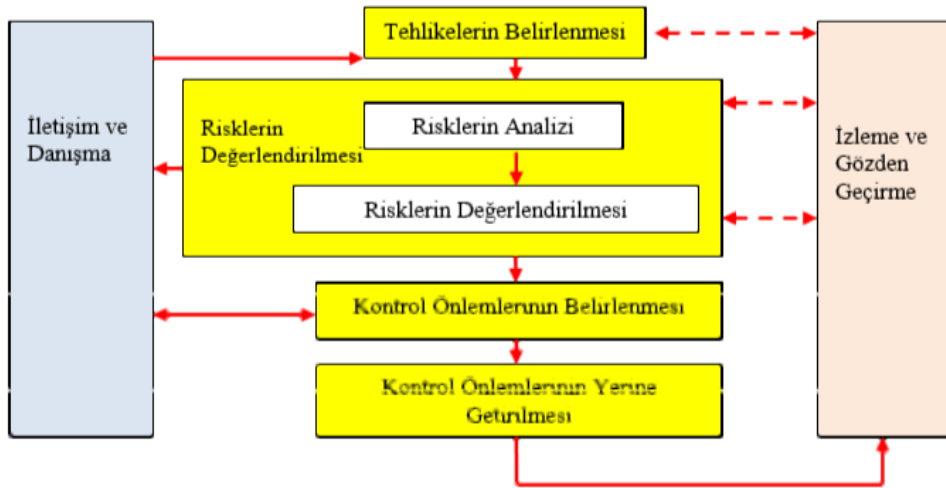 Tehlikelerin Belirlenmesi
İletişim ve
Danışma
Risklerin
Değerlendirilmesi
Risklerin Analizi
Risklerin Değerlendirilmesi
İzleme ve
Gözden
Geçirme
Kontrol Önlemlerinin Belirlenmesi
Kontrol Önlemlerinin Yerine
Getirilmesi